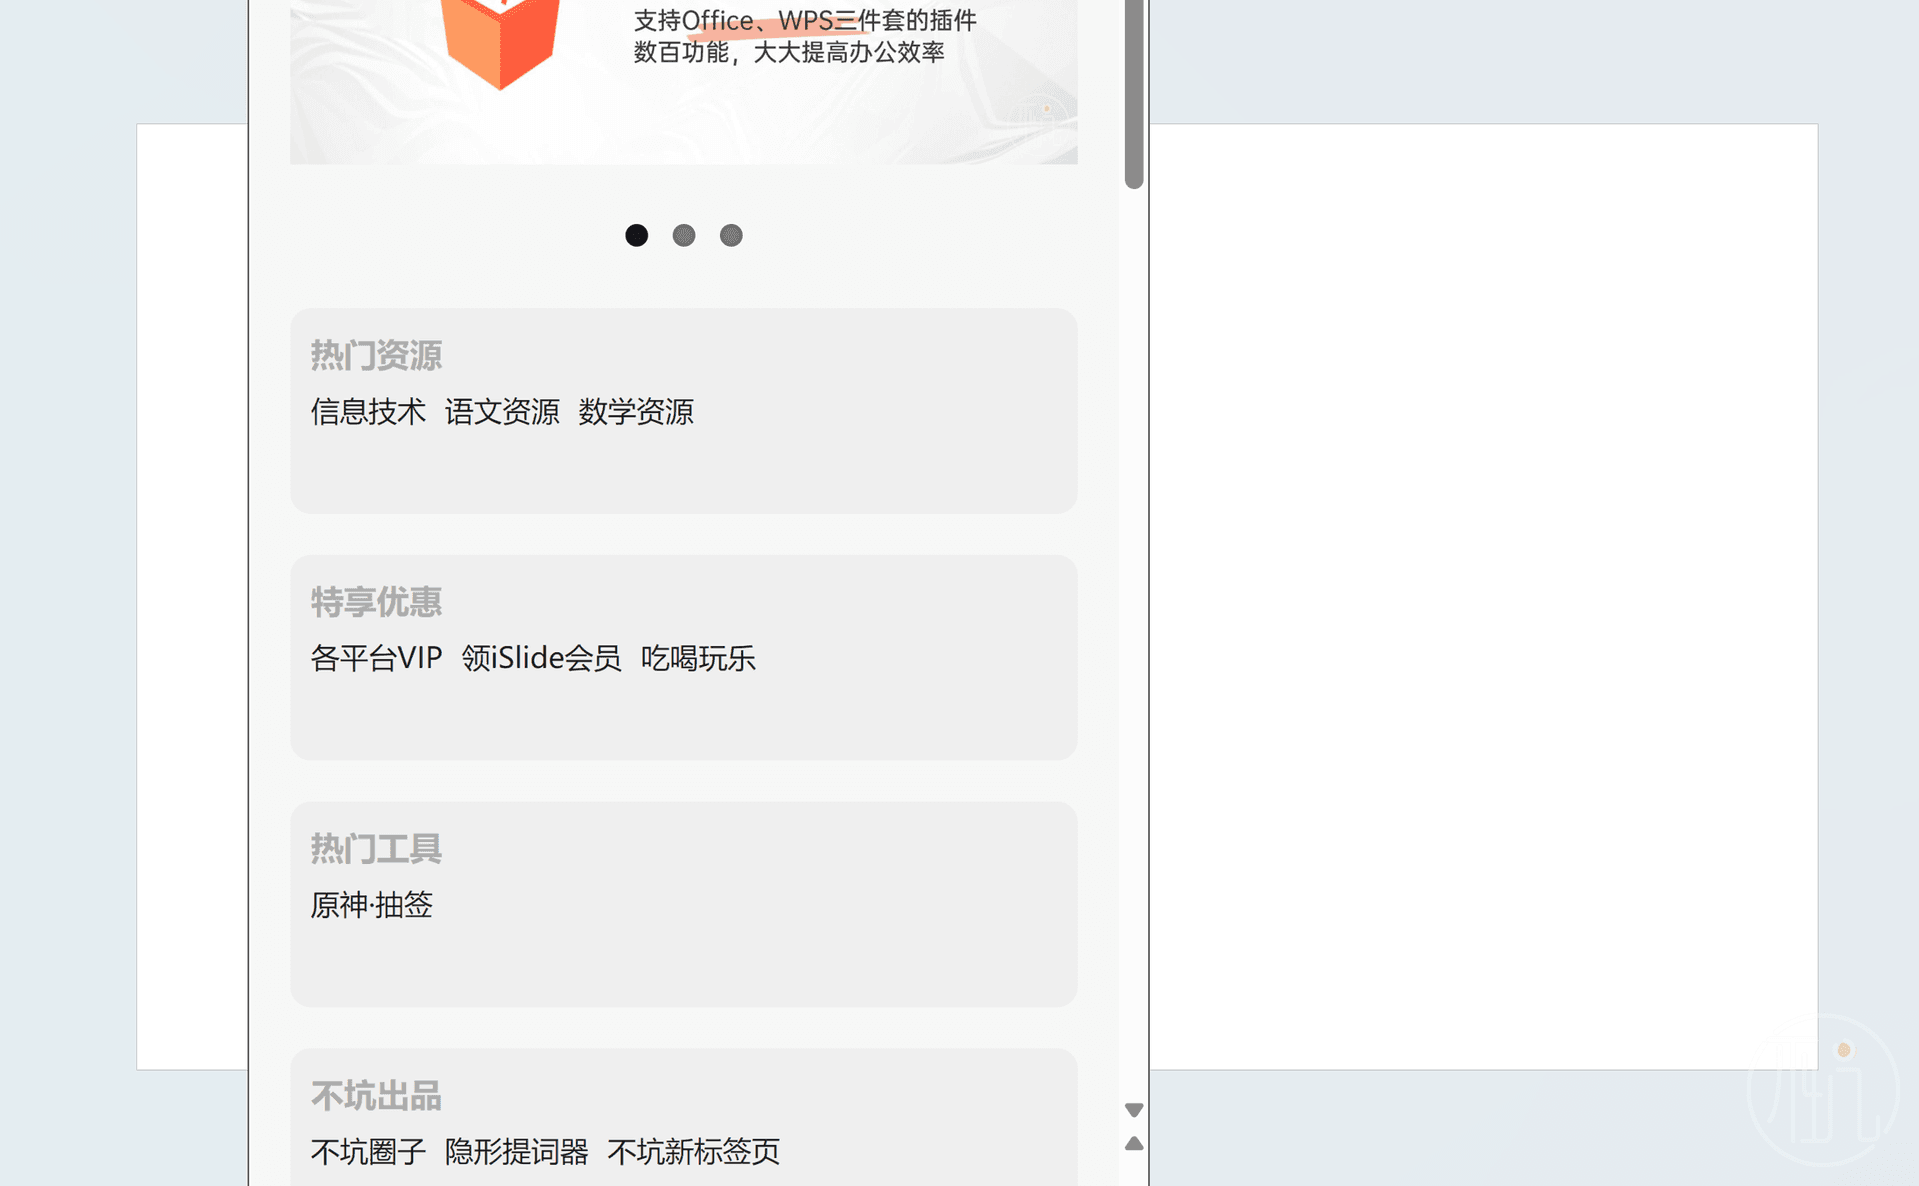 支持Office、WPS三件套的插件
数百功能，大大提高办公效率
热门资源
信息技术 语文资源 数学资源
特享优惠
各平台VIP 领iSlide会员 吃喝玩乐
热门工具
原神·抽签
不坑出品
不坑圈子 隐形提词器 不坑新标签页